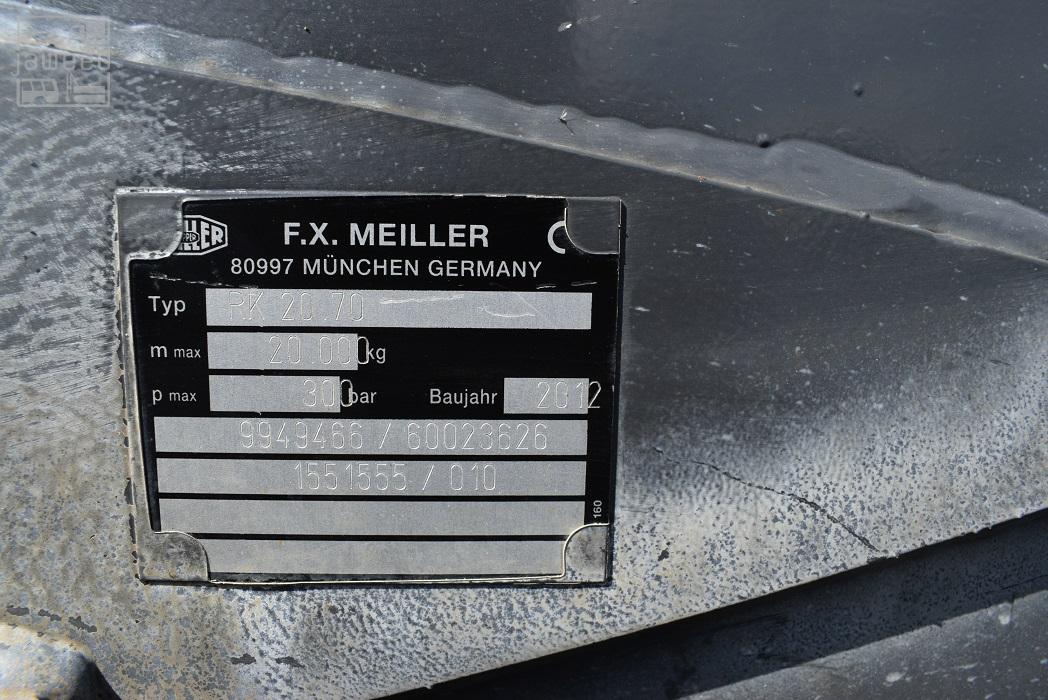 F.X. MEILLER
80997 MÜNCHEN GERMANY
Typ RK 20.70
m max 20.000 kg
p max 300 bar Baujahr 2012
9949466 / 60023626
1551555 / 010
160